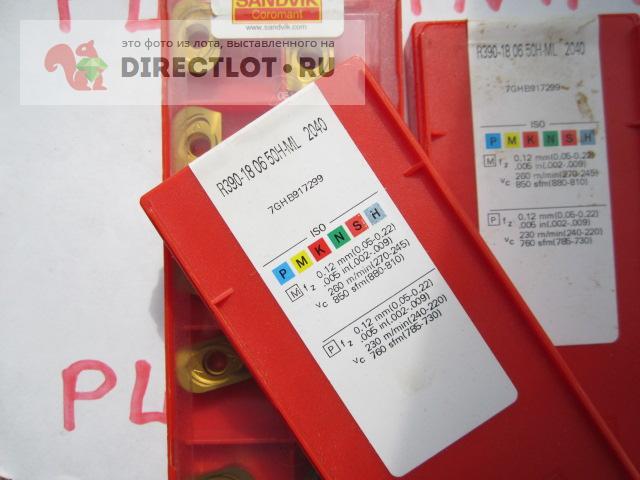 PL
SANDVIK
Coromant
www.sandvik
это фото из лота, выставленного на
DIRECTLOT.RU
R390-18 06 50H-ML 2040
7GHB917299
ISO
P M K N S H
M fz 0.12 mm(0.05-0.22)
.005 in(.002-.009)
vc 260 m/min(270-245)
850 sfm(880-810)
P fz 0.12 mm(0.05-0.22)
.005 in(.002-.009)
vc 230 m/min(240-220)
760 sfm(785-730)
R390-18 06 50H-ML 2040
7GHB917299
ISO
P M K N S H
M fz 0.12 mm(0.05-0.22)
.005 in(.002-.009)
vc 260 m/min(270-245)
850 sfm(880-810)
P fz 0.12 mm(0.05-0.22)
.005 in(.002-.009)
vc 230 m/min(240-220)
760 sfm(785-730)
PL